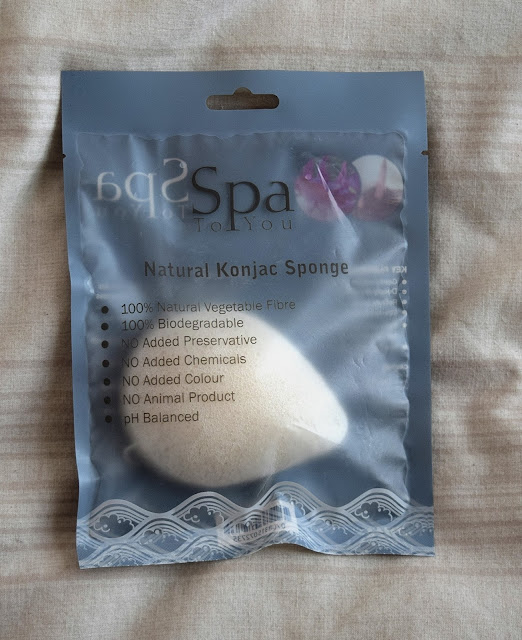 Spa
To You
Natural Konjac Sponge
100% Natural Vegetable Fibre
100% Biodegradable
NO Added Preservative
NO Added Chemicals
NO Added Colour
NO Animal Product
pH Balanced